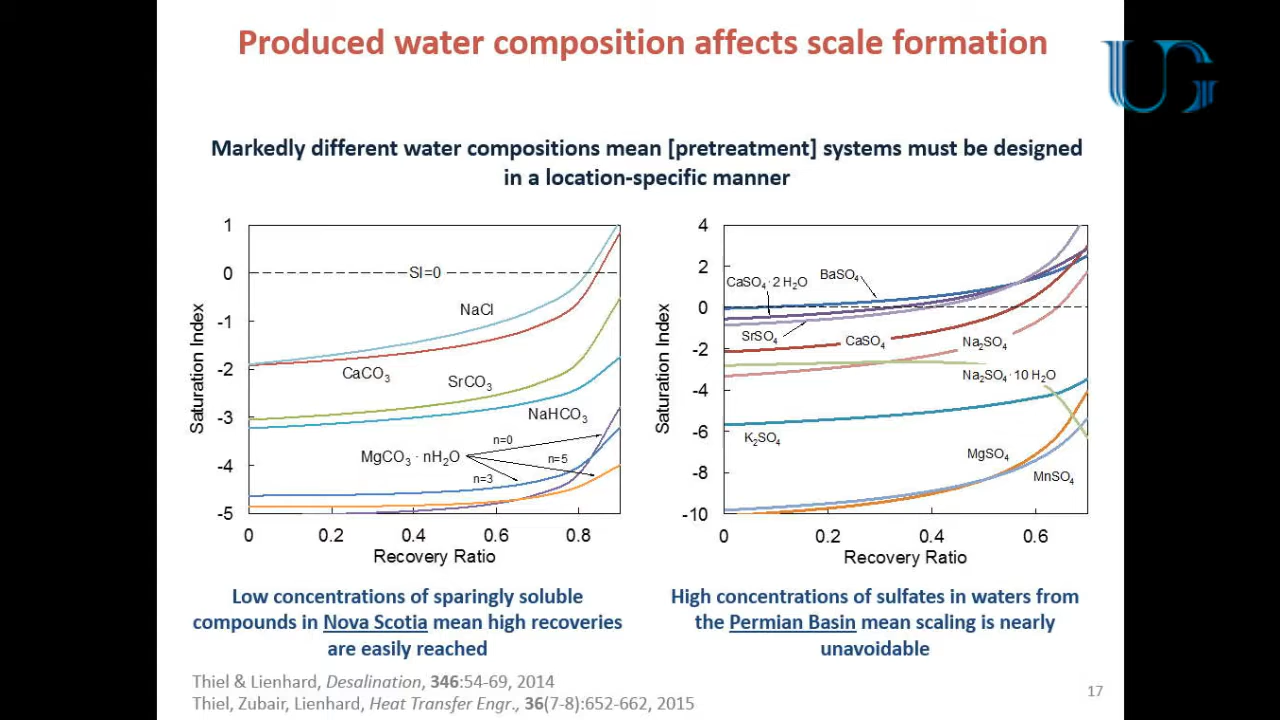 Produced water composition affects scale formation
UG
Markedly different water compositions mean [pretreatment] systems must be designed
in a location-specific manner
1
0
-1
-2
-3
-4
-5
Saturation Index
SI=0
NaCl
CaCO3
SrCO3
NaHCO3
MgCO3 · nH2O
n=0
n=5
n=3
0 0.2 0.4 0.6 0.8
Recovery Ratio
4
2
0
-2
-4
-6
-8
-10
Saturation Index
BaSO4
CaSO4 · 2 H2O
SrSO4
CaSO4
Na2SO4
Na2SO4 · 10 H2O
K2SO4
MgSO4
MnSO4
0 0.2 0.4 0.6
Recovery Ratio
Low concentrations of sparingly soluble
compounds in Nova Scotia mean high recoveries
are easily reached
High concentrations of sulfates in waters from
the Permian Basin mean scaling is nearly
unavoidable
Thiel & Lienhard, Desalination, 346:54-69, 2014
Thiel, Zubair, Lienhard, Heat Transfer Engr., 36(7-8):652-662, 2015
17